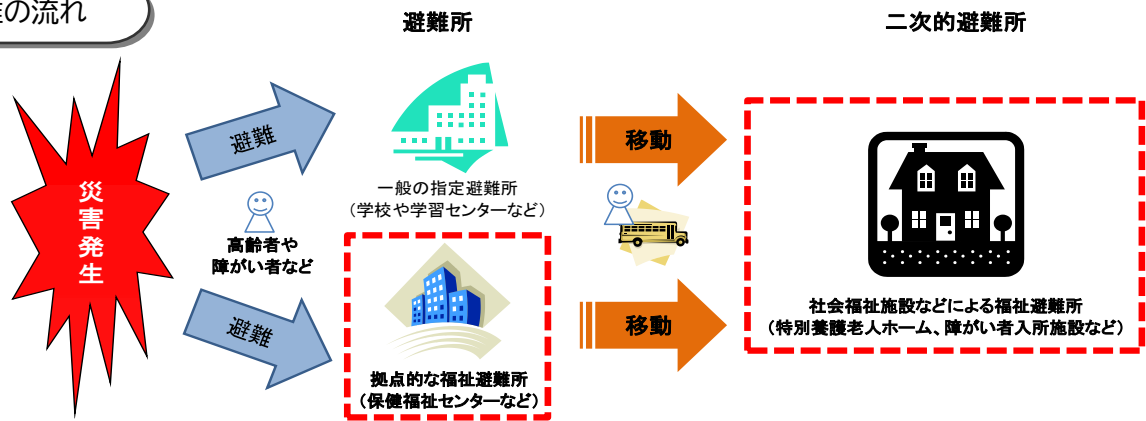 の流れ
避難所
二次的避難所
災害発生
避難
高齢者や
障がい者など
避難
一般の指定避難所
（学校や学習センターなど）
拠点的な福祉避難所
（保健福祉センターなど）
移動
移動
社会福祉施設などによる福祉避難所
（特別養護老人ホーム、障がい者入所施設など）